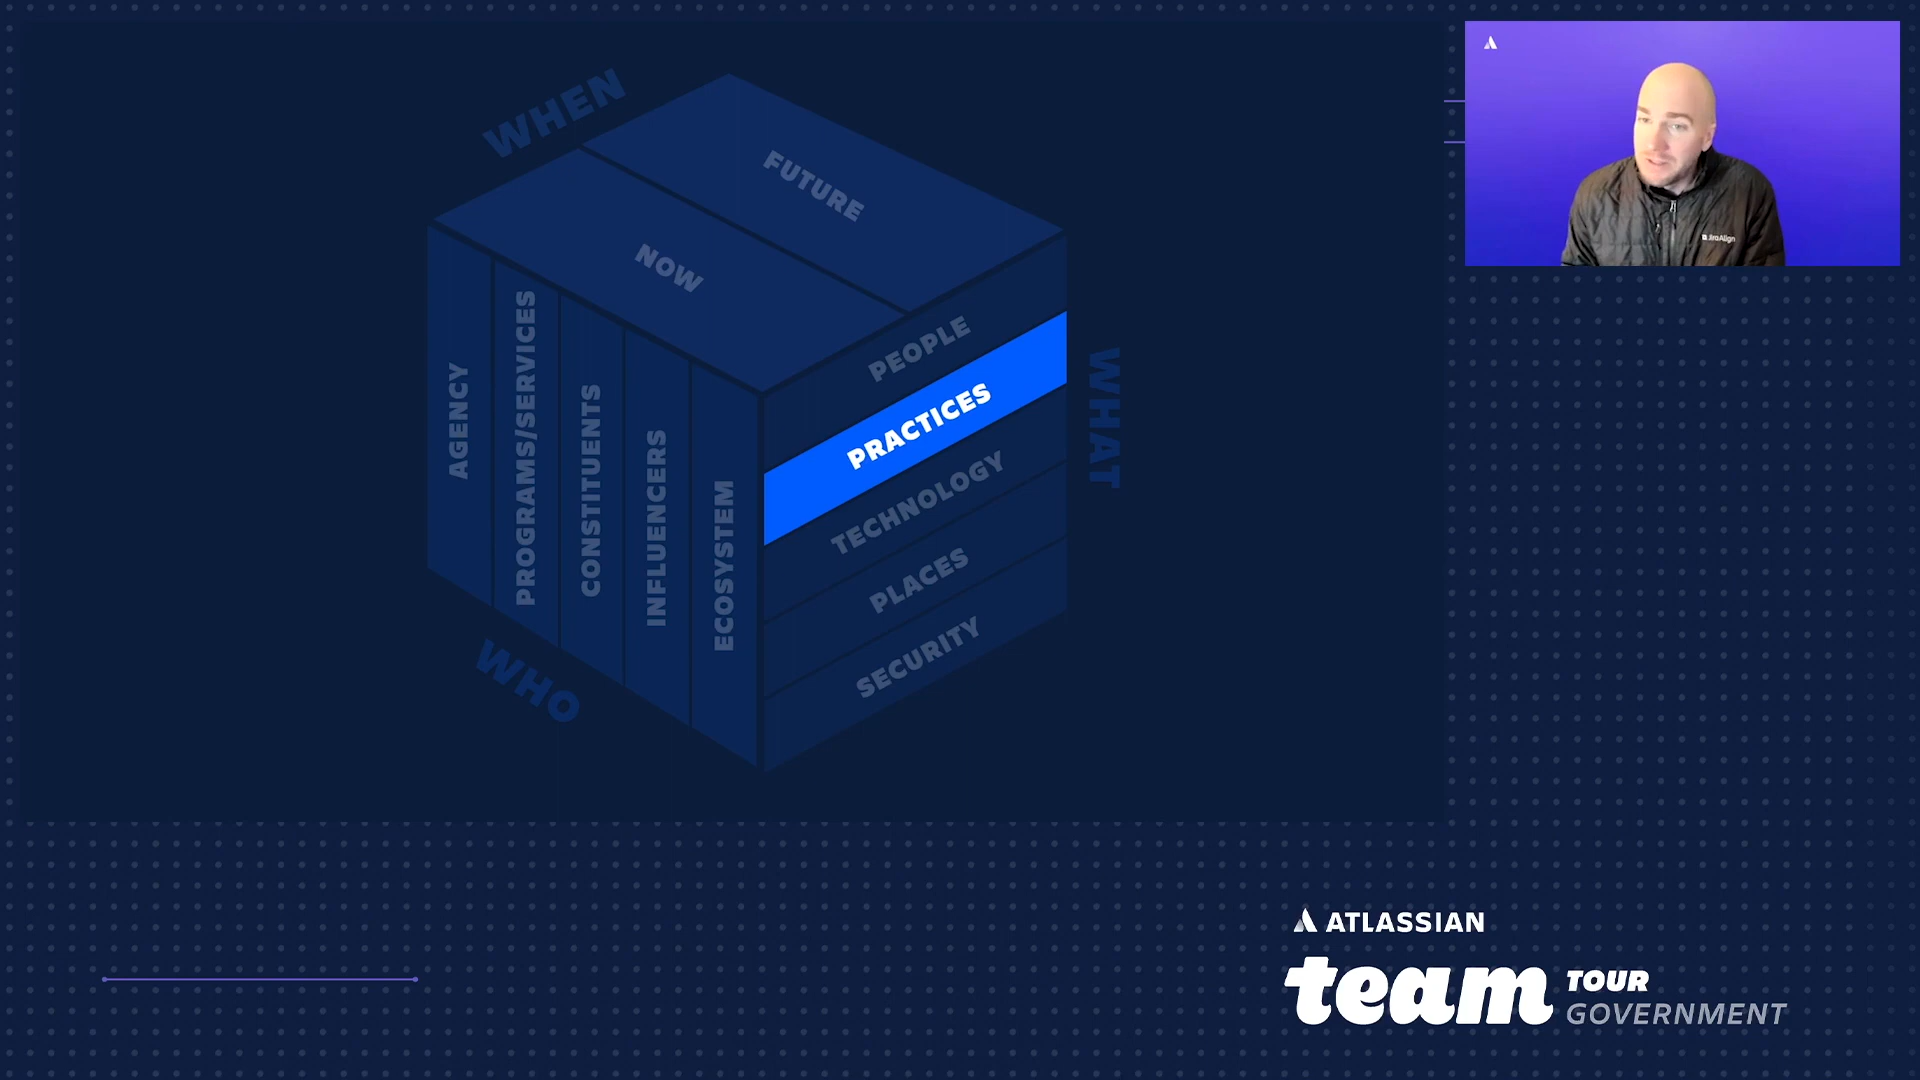 WHEN
FUTURE
NOW
AGENCY
PROGRAMS/SERVICES
CONSTITUENTS
INFLUENCERS
ECOSYSTEM
WHO
PEOPLE
PRACTICES
TECHNOLOGY
PLACES
SECURITY
WHAT
JiraAlign
ATLASSIAN
team TOUR
GOVERNMENT